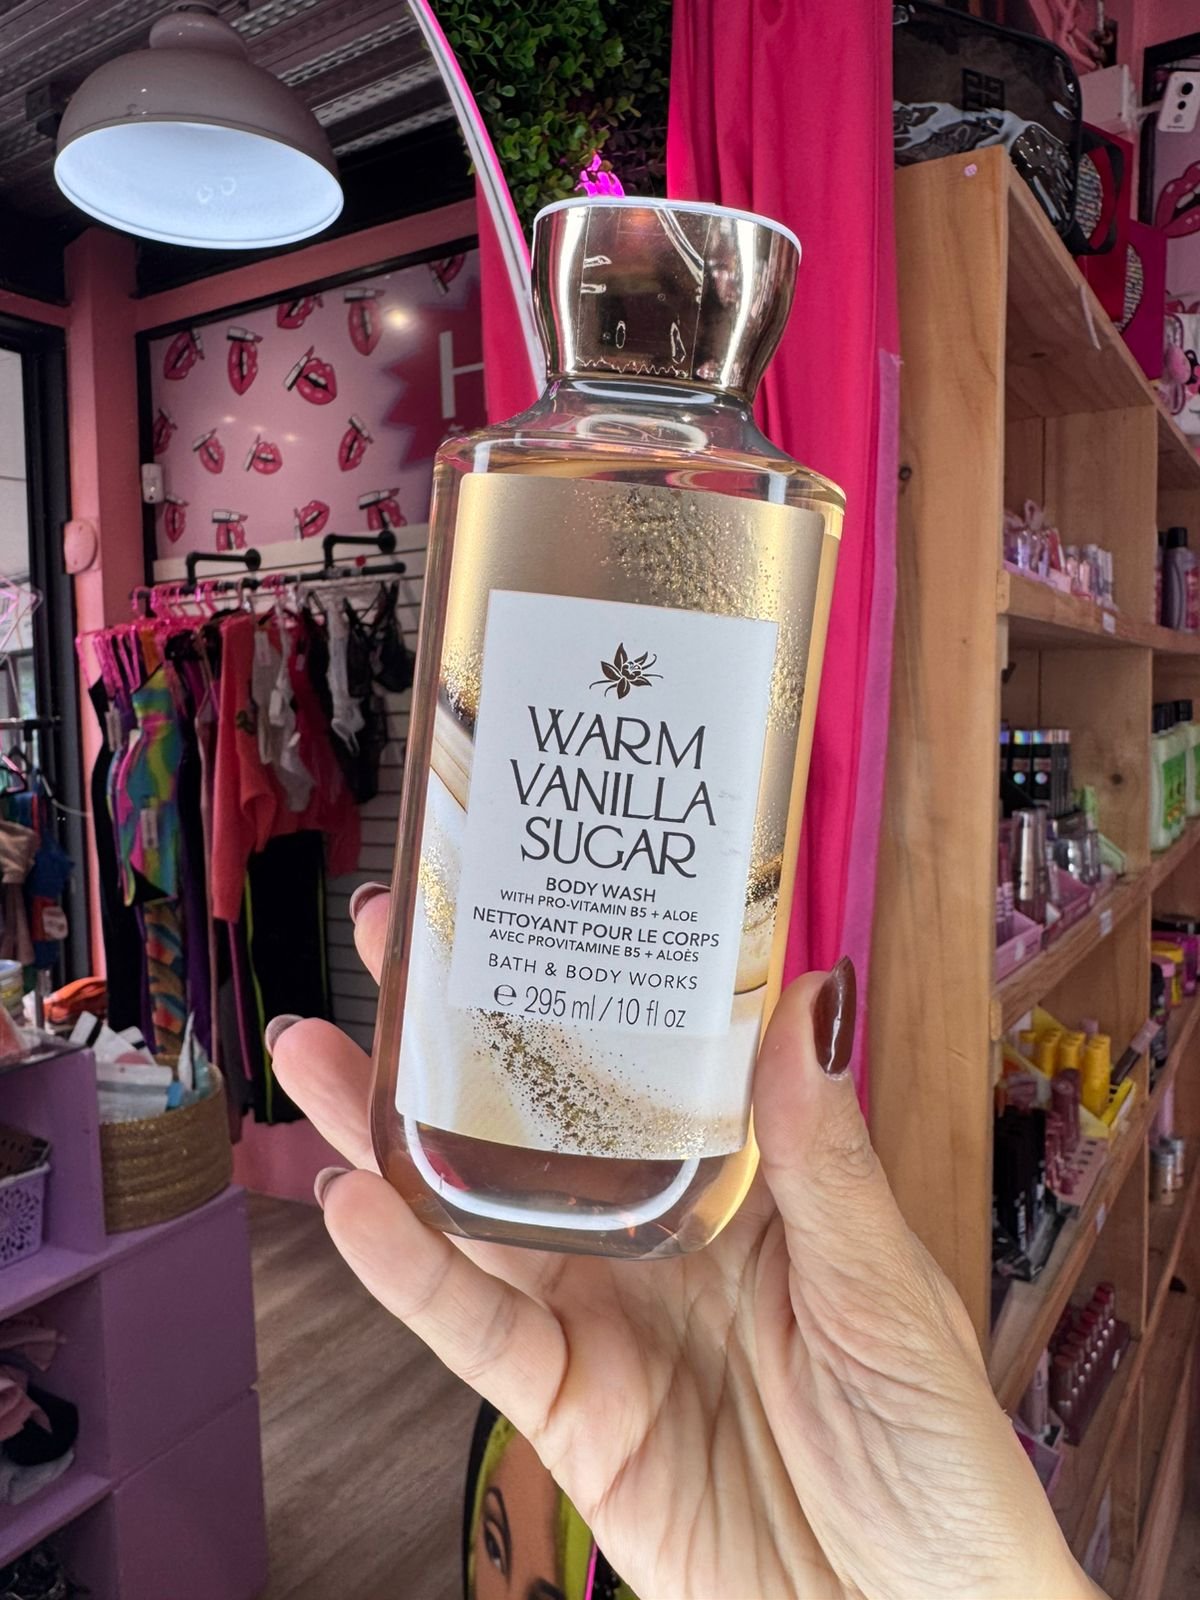 H
WARM
VANILLA
SUGAR
BODY WASH
WITH PRO-VITAMIN B5 + ALOE
NETTOYANT POUR LE CORPS
AVEC PROVITAMINE B5 + ALOÈS
BATH & BODY WORKS
℮ 295 ml / 10 fl oz